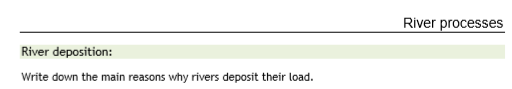 River processes
River deposition:
Write down the main reasons why rivers deposit their load.